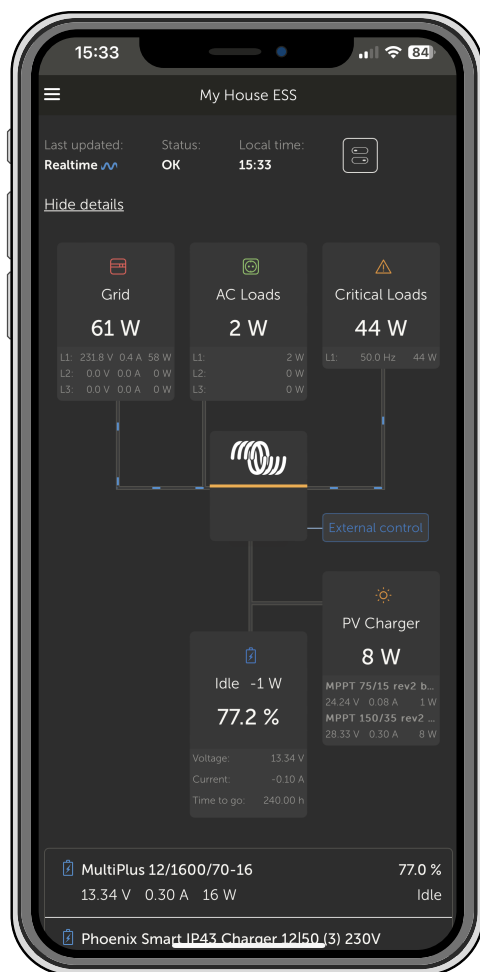 15:33
84
My House ESS
Last updated: Status: Local time:
Realtime OK 15:33
Hide details
Grid
61 W
L1: 231.8 V 0.4 A 58 W
L2: 0.0 V 0.0 A 0 W
L3: 0.0 V 0.0 A 0 W
AC Loads
2 W
L1: 2 W
L2: 0 W
L3: 0 W
Critical Loads
44 W
L1: 50.0 Hz 44 W
External control
PV Charger
8 W
MPPT 75/15 rev2 b...
24.24 V 0.08 A 1 W
MPPT 150/35 rev2 ...
28.33 V 0.30 A 8 W
Idle -1 W
77.2 %
Voltage: 13.34 V
Current: -0.10 A
Time to go: 240.00 h
MultiPlus 12/1600/70-16 77.0 %
13.34 V 0.30 A 16 W Idle
Phoenix Smart IP43 Charger 12|50 (3) 230V